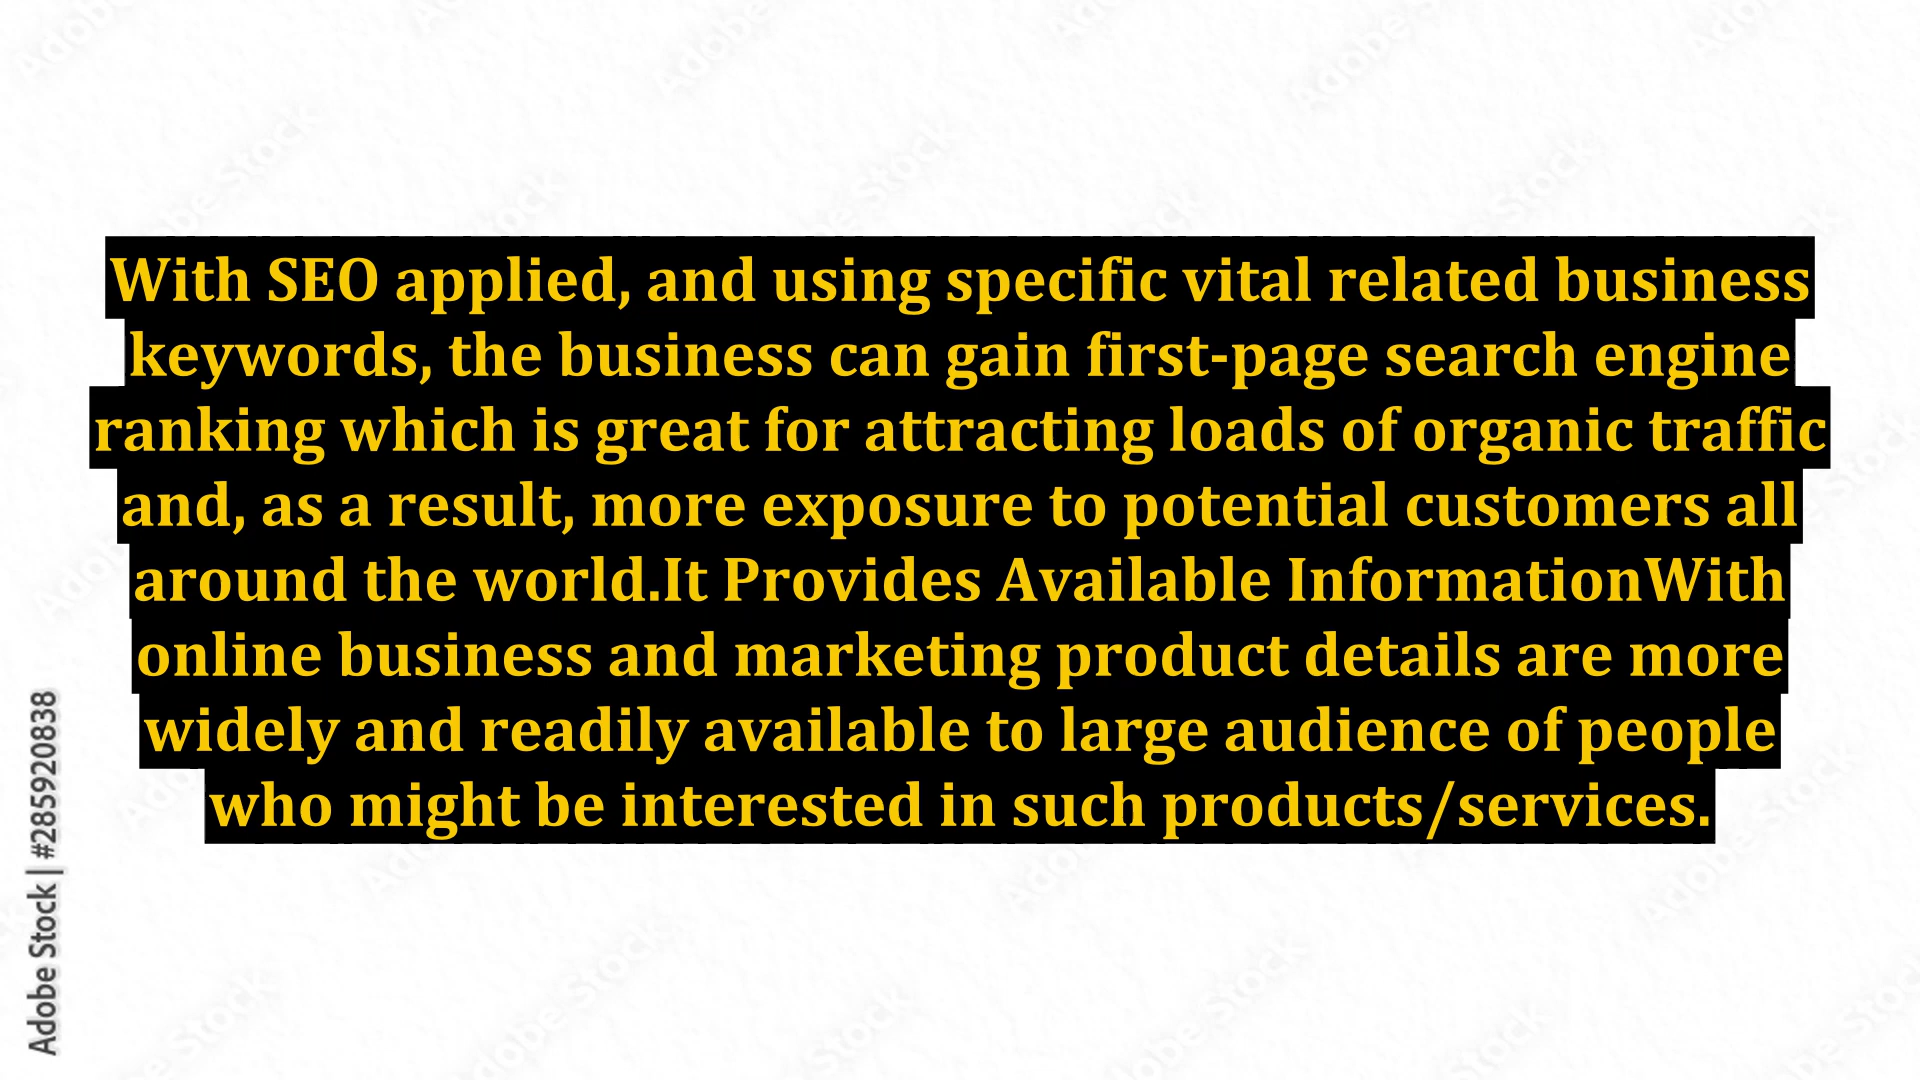 With SEO applied, and using specific vital related business
keywords, the business can gain first-page search engine
ranking which is great for attracting loads of organic traffic
and, as a result, more exposure to potential customers all
around the world.It Provides Available InformationWith
online business and marketing product details are more
widely and readily available to large audience of people
who might be interested in such products/services.
Adobe Stock | #285920838